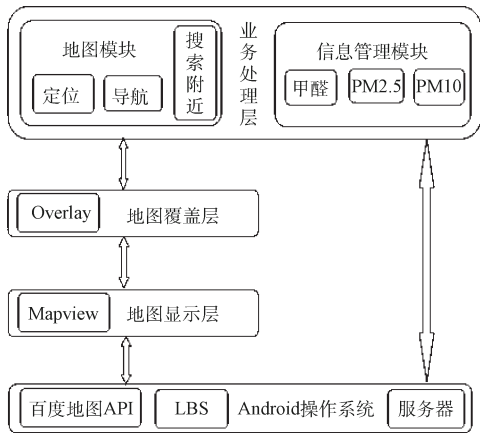 地图模块
定位
导航
搜索附近
业务处理层
信息管理模块
甲醛
PM2.5
PM10
Overlay
地图覆盖层
Mapview
地图显示层
百度地图API
LBS
Android操作系统
服务器